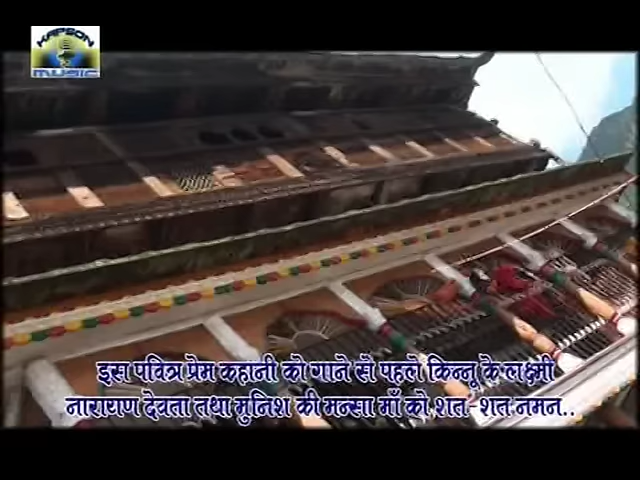 KAPSON
MUSIC
इस पवित्र प्रेम कहानी को गाने से पहले किन्नू के लक्ष्मी
नारायण देवता तथा मुनिश की मन्सा माँ को शत-शत नमन..